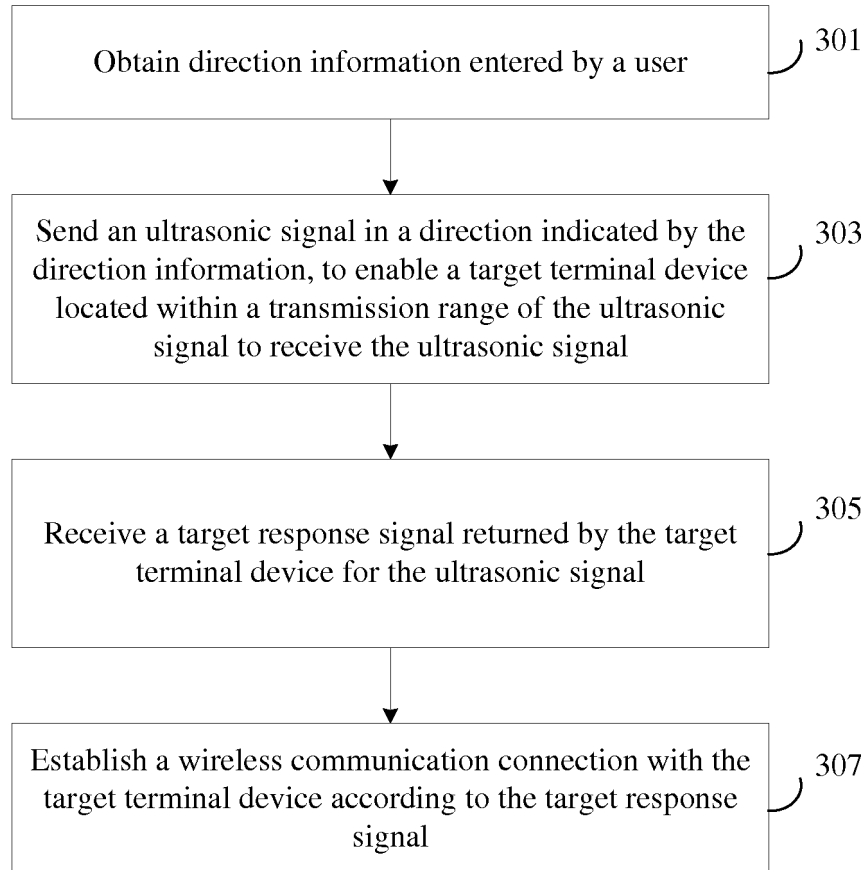 Obtain direction information entered by a user
301
Send an ultrasonic signal in a direction indicated by the
direction information, to enable a target terminal device
located within a transmission range of the ultrasonic
signal to receive the ultrasonic signal
303
Receive a target response signal returned by the target
terminal device for the ultrasonic signal
305
Establish a wireless communication connection with the
target terminal device according to the target response
signal
307